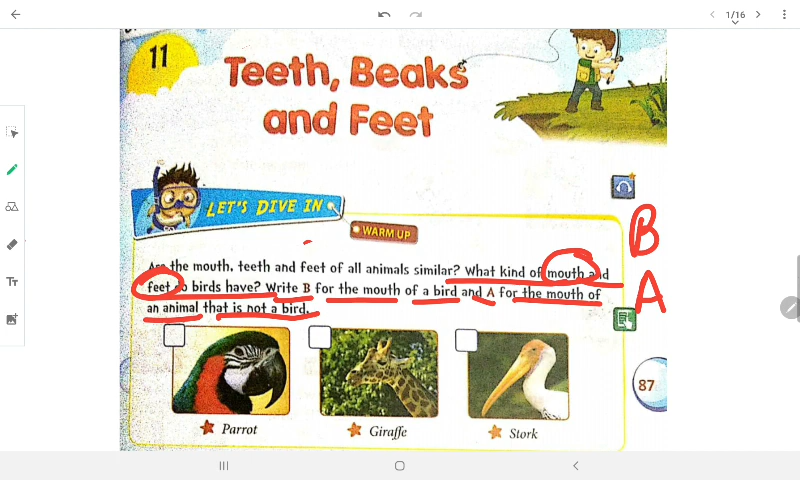 1/16
11
Teeth, Beaks
and Feet
LET'S DIVE IN
WARM UP
Are the mouth, teeth and feet of all animals similar? What kind of mouth and
feet do birds have? Write B for the mouth of a bird and A for the mouth of
an animal that is not a bird.
B
A
Parrot
Giraffe
Stork
87
Tт